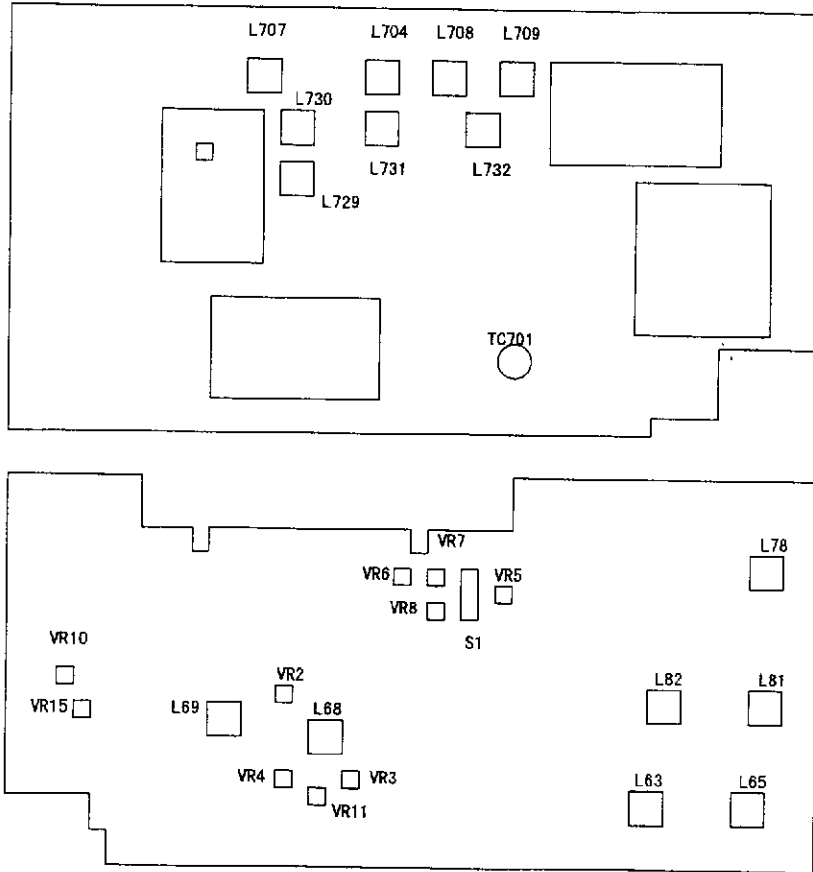 L707 L704 L708 L709
L730
L731 L732
L729
TC701
VR7
L78
VR6 VR5
VR8
S1
VR10
VR2
L82 L81
VR15 L69 L68
VR4 VR3
L63 L65
VR11